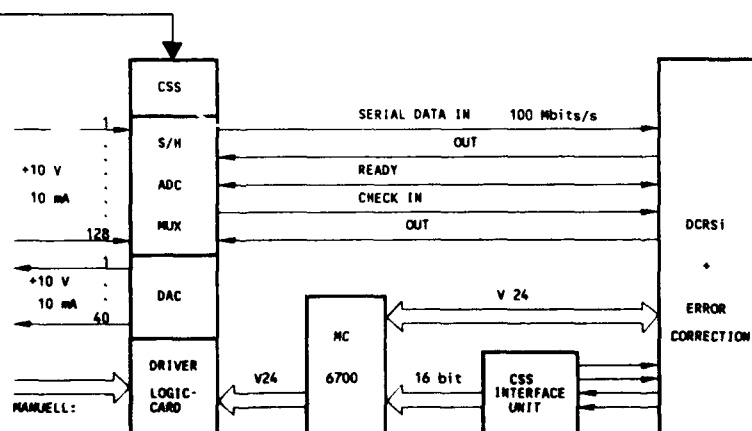 CSS
SERIAL DATA IN 100 Mbits/s
1
S/H
OUT
+10 V
READY
10 mA
ADC
CHECK IN
MUX
OUT
128
DCRSi
1
+
+10 V
10 mA
DAC
V 24
ERROR
40
MC
CORRECTION
DRIVER
V24
6700
16 bit
CSS
LOGIC-
INTERFACE
MANUELL:
CARD
UNIT